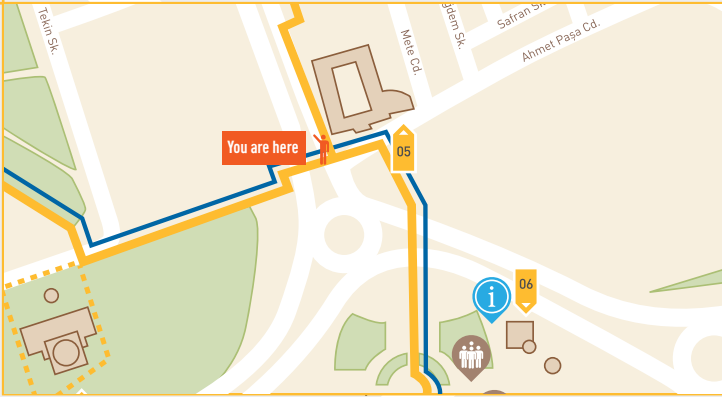 Tekin Sk.
Mete Cd.
Safran Sk.
Ahmet Paşa Cd.
You are here
05
06
i